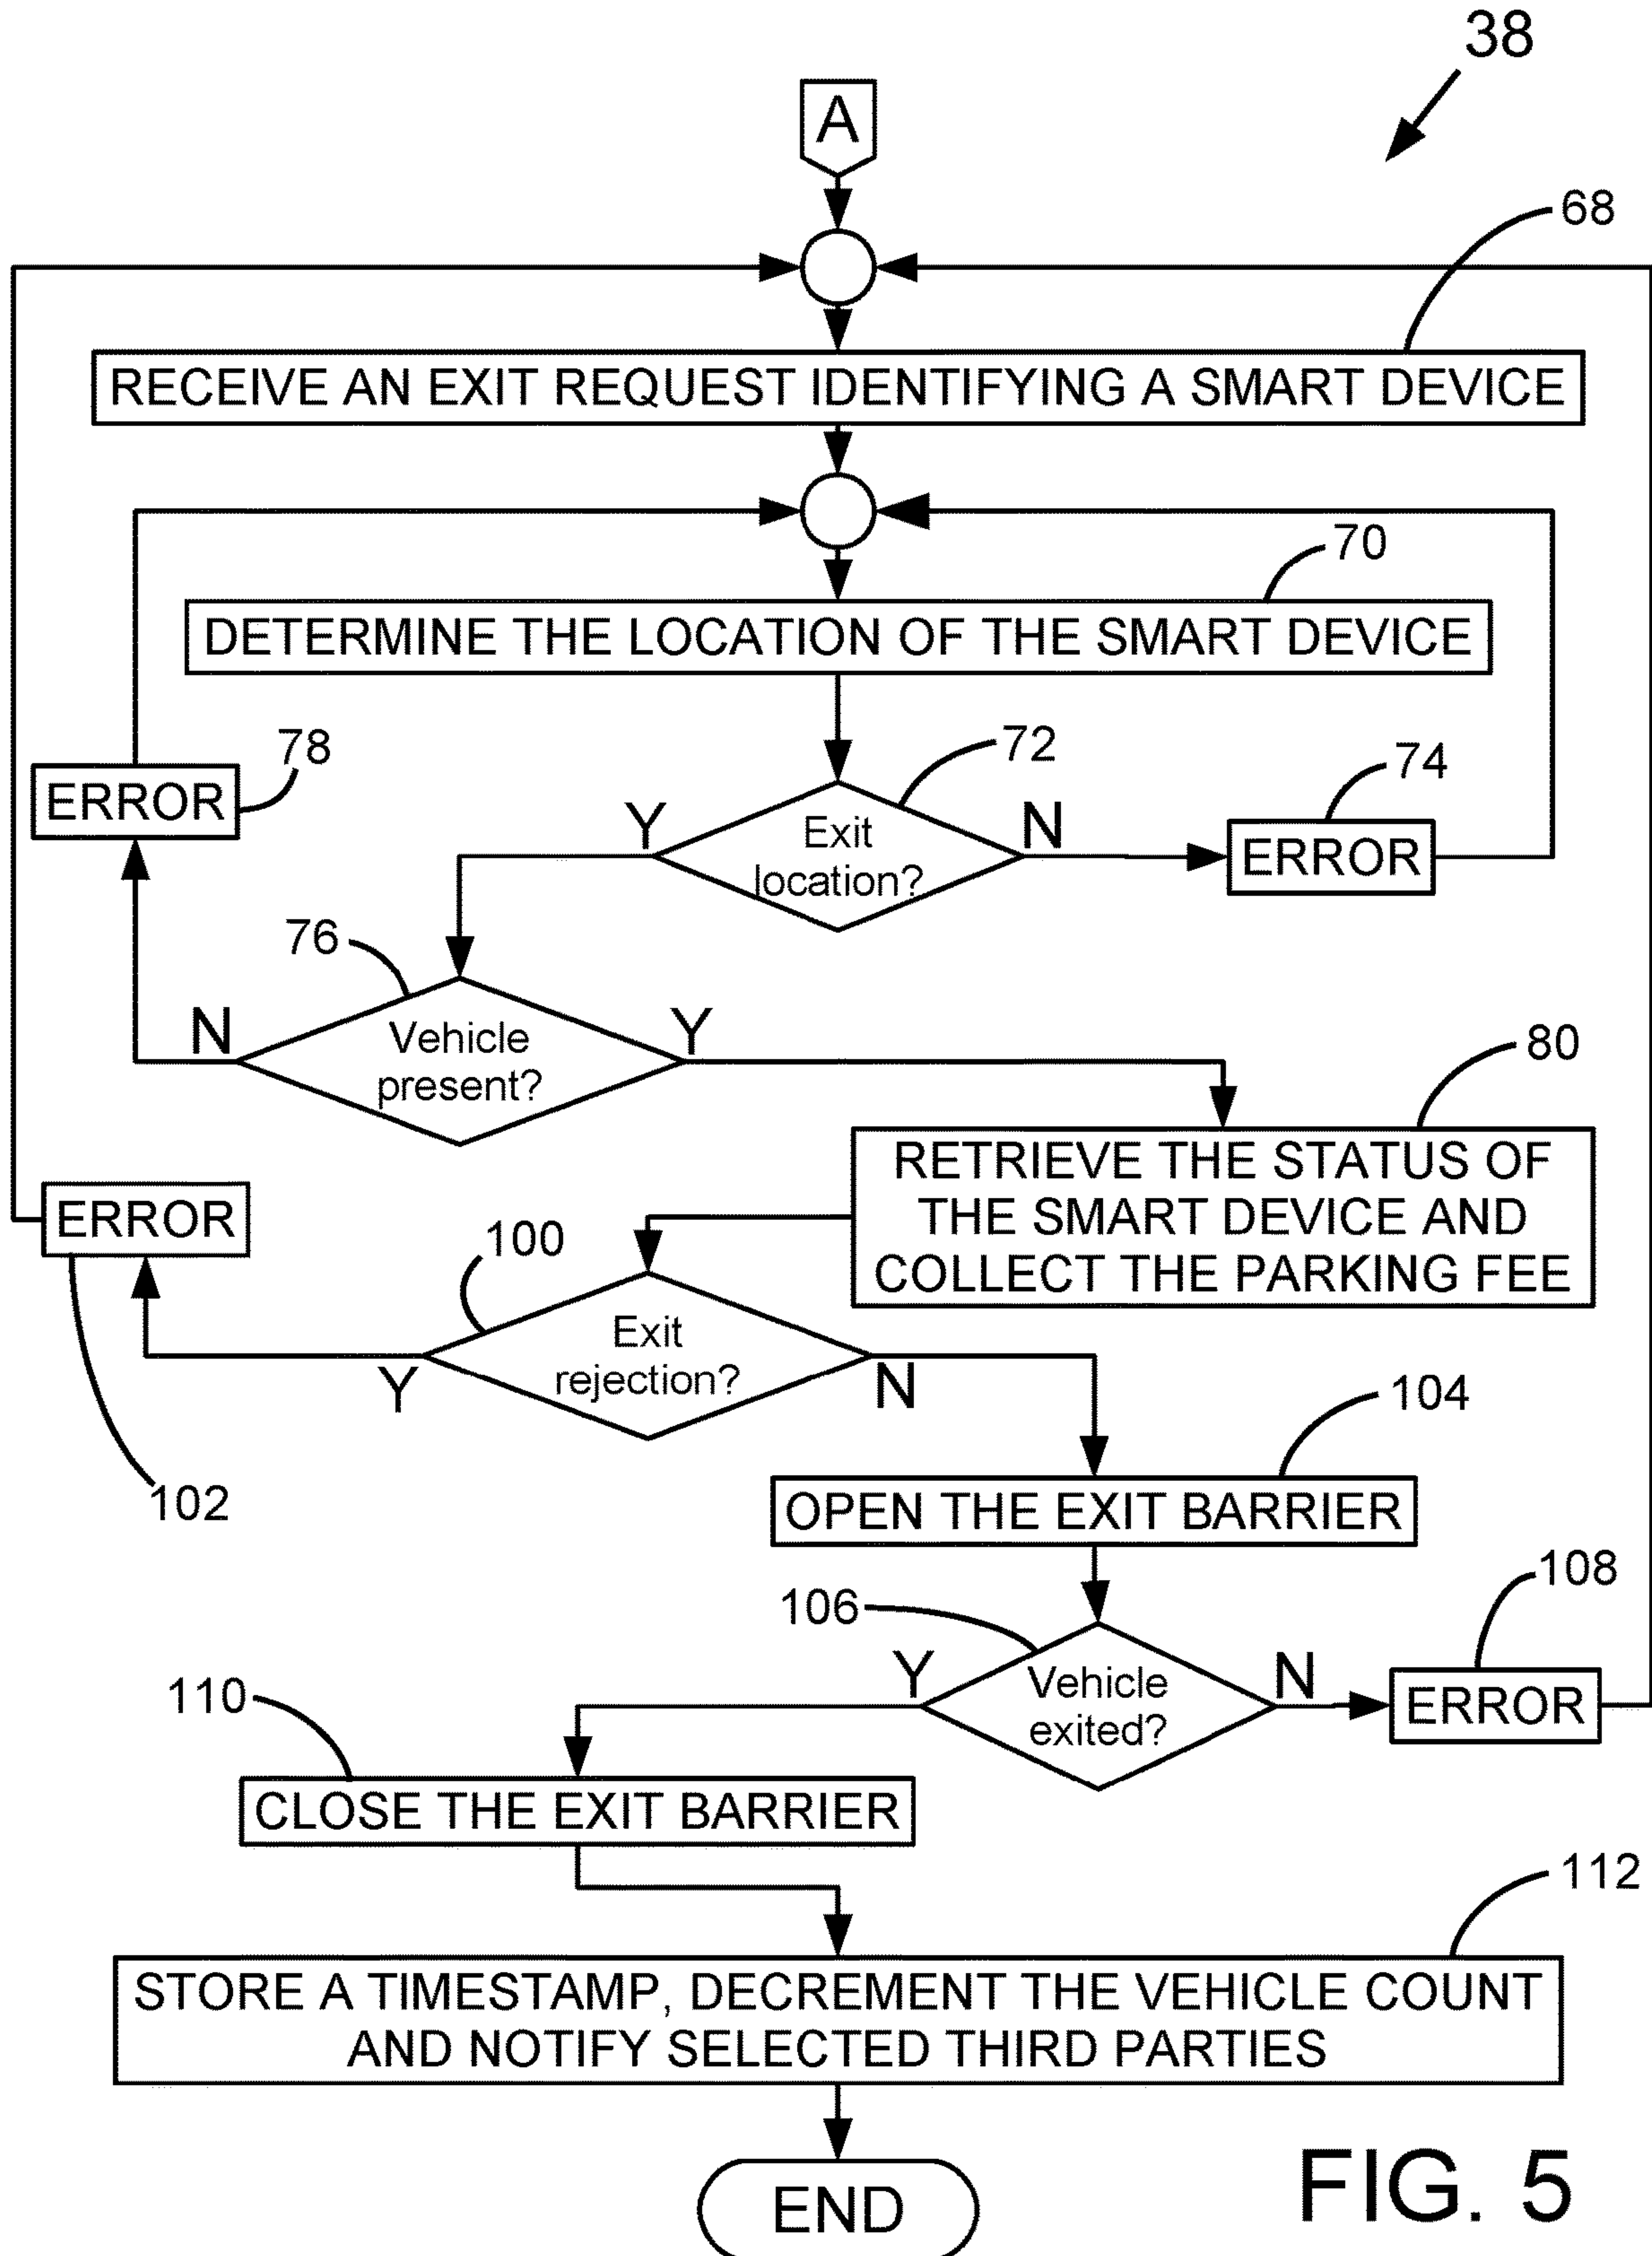 38
A
68
RECEIVE AN EXIT REQUEST IDENTIFYING A SMART DEVICE
70
DETERMINE THE LOCATION OF THE SMART DEVICE
78
72
74
ERROR
Y
N
Exit
location?
ERROR
76
N
Y
Vehicle
present?
80
RETRIEVE THE STATUS OF
THE SMART DEVICE AND
COLLECT THE PARKING FEE
ERROR
100
Exit
rejection?
Y
N
104
102
OPEN THE EXIT BARRIER
108
106
110
Y
N
Vehicle
exited?
ERROR
CLOSE THE EXIT BARRIER
112
STORE A TIMESTAMP, DECREMENT THE VEHICLE COUNT
AND NOTIFY SELECTED THIRD PARTIES
END
FIG. 5